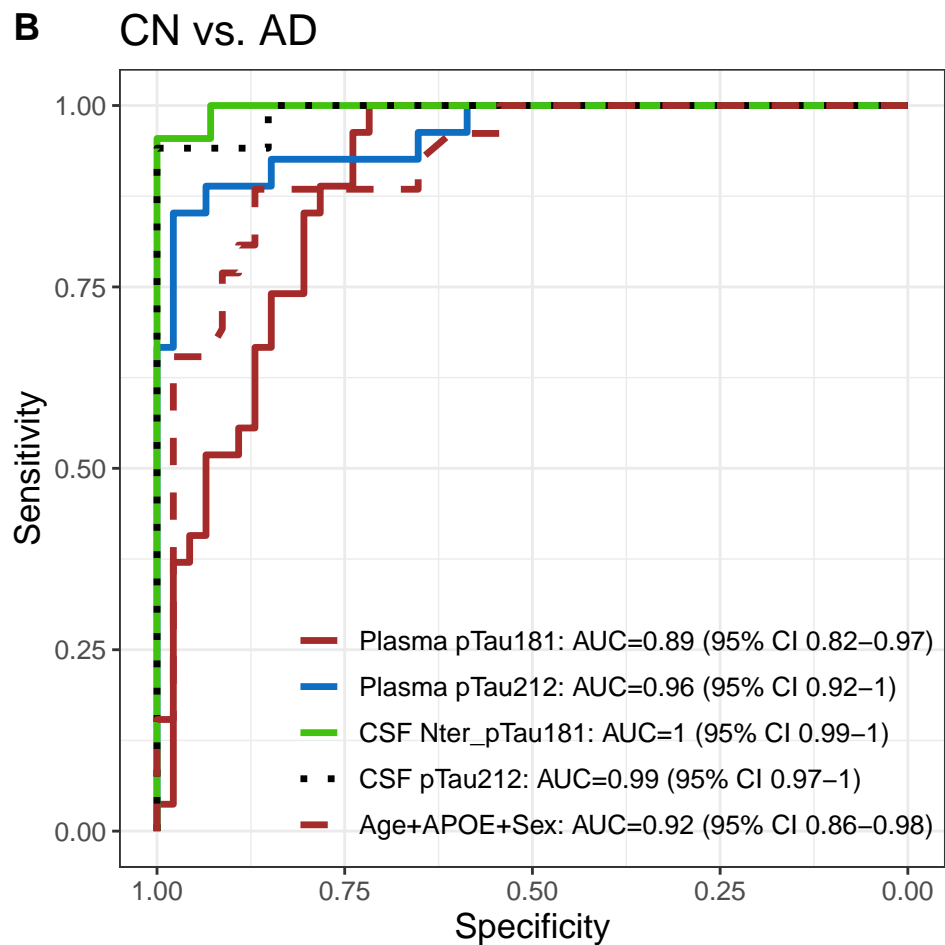 B CN vs. AD
1.00
0.75
0.50
0.25
0.00
Sensitivity
Plasma pTau181: AUC=0.89 (95% CI 0.82−0.97)
Plasma pTau212: AUC=0.96 (95% CI 0.92−1)
CSF Nter_pTau181: AUC=1 (95% CI 0.99−1)
CSF pTau212: AUC=0.99 (95% CI 0.97−1)
Age+APOE+Sex: AUC=0.92 (95% CI 0.86−0.98)
1.00 0.75 0.50 0.25 0.00
Specificity